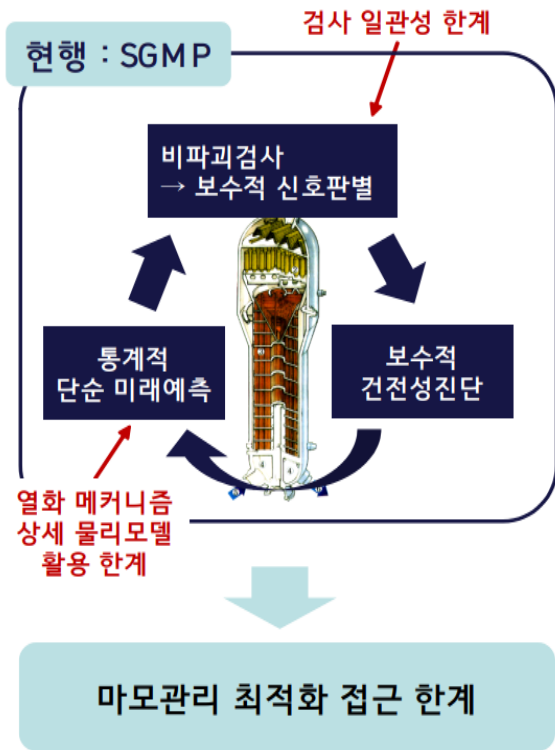 검사 일관성 한계
현행 : SGMP
비파괴검사
→ 보수적 신호판별
통계적
단순 미래예측
보수적
건전성진단
4
4
열화 메커니즘
상세 물리모델
활용 한계
마모관리 최적화 접근 한계